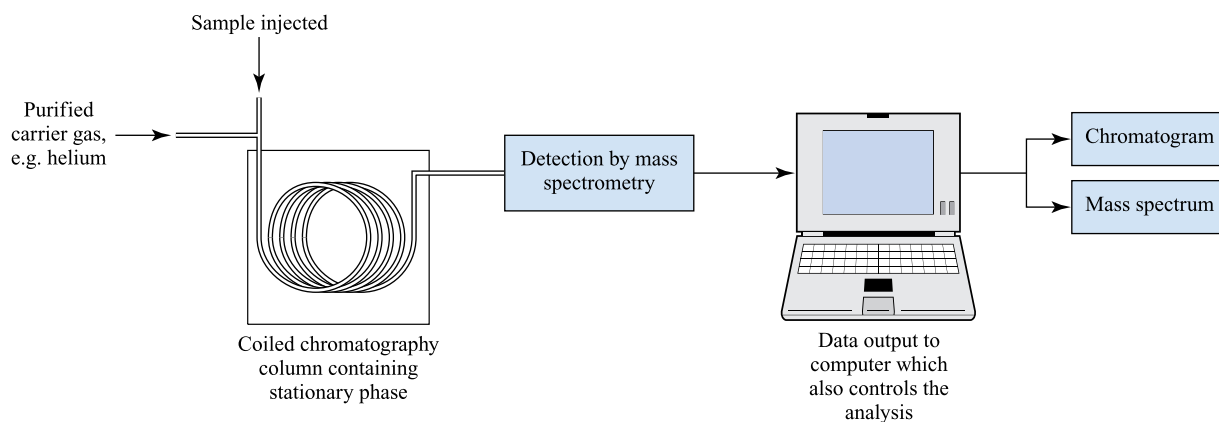 Sample injected
Purified
carrier gas,
e.g. helium
Detection by mass
spectrometry
Chromatogram
Mass spectrum
Coiled chromatography
column containing
stationary phase
Data output to
computer which
also controls the
analysis